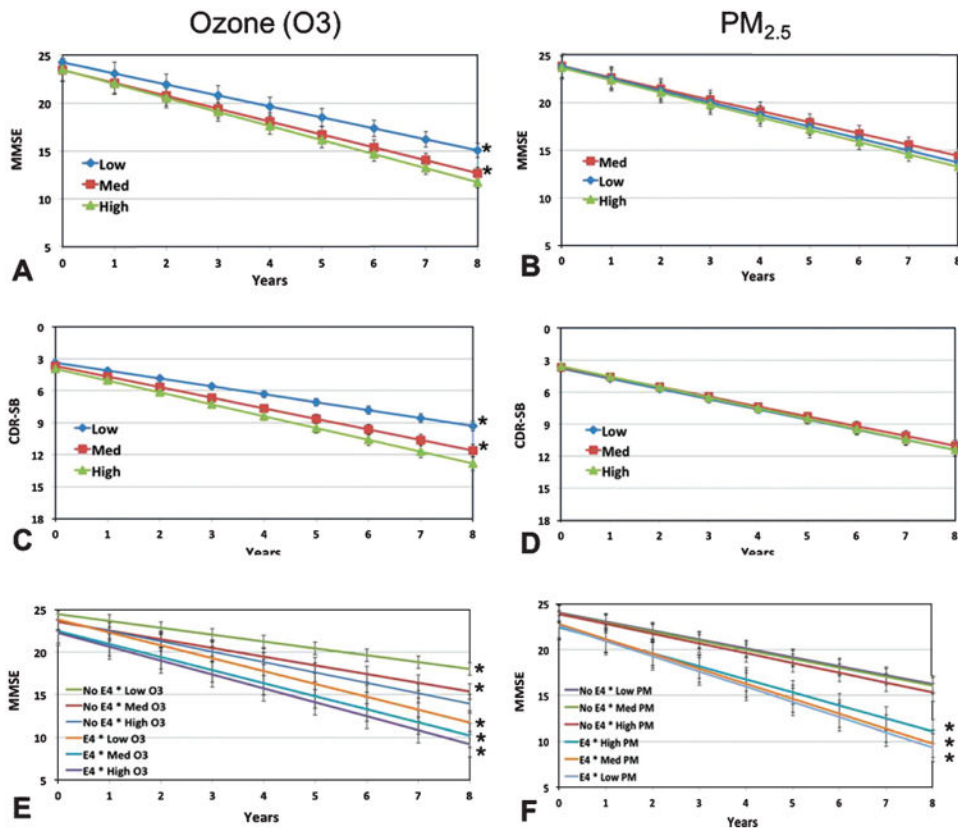 Ozone (O3)
PM2.5
25
20
15
10
5
MMSE
Low
Med
High
*
*
0 1 2 3 4 5 6 7 8
Years
A
25
20
15
10
5
MMSE
Med
Low
High
0 1 2 3 4 5 6 7 8
Years
B
0
3
6
9
12
15
18
CDR-SB
Low
Med
High
*
*
0 1 2 3 4 5 6 7 8
Years
C
0
3
6
9
12
15
18
CDR-SB
Low
Med
High
0 1 2 3 4 5 6 7 8
Years
D
25
20
15
10
5
MMSE
No E4 * Low O3
No E4 * Med O3
No E4 * High O3
E4 * Low O3
E4 * Med O3
E4 * High O3
*
*
*
*
*
0 1 2 3 4 5 6 7 8
Years
E
25
20
15
10
5
MMSE
No E4 * Low PM
No E4 * Med PM
No E4 * High PM
E4 * High PM
E4 * Med PM
E4 * Low PM
*
*
*
0 1 2 3 4 5 6 7 8
Years
F